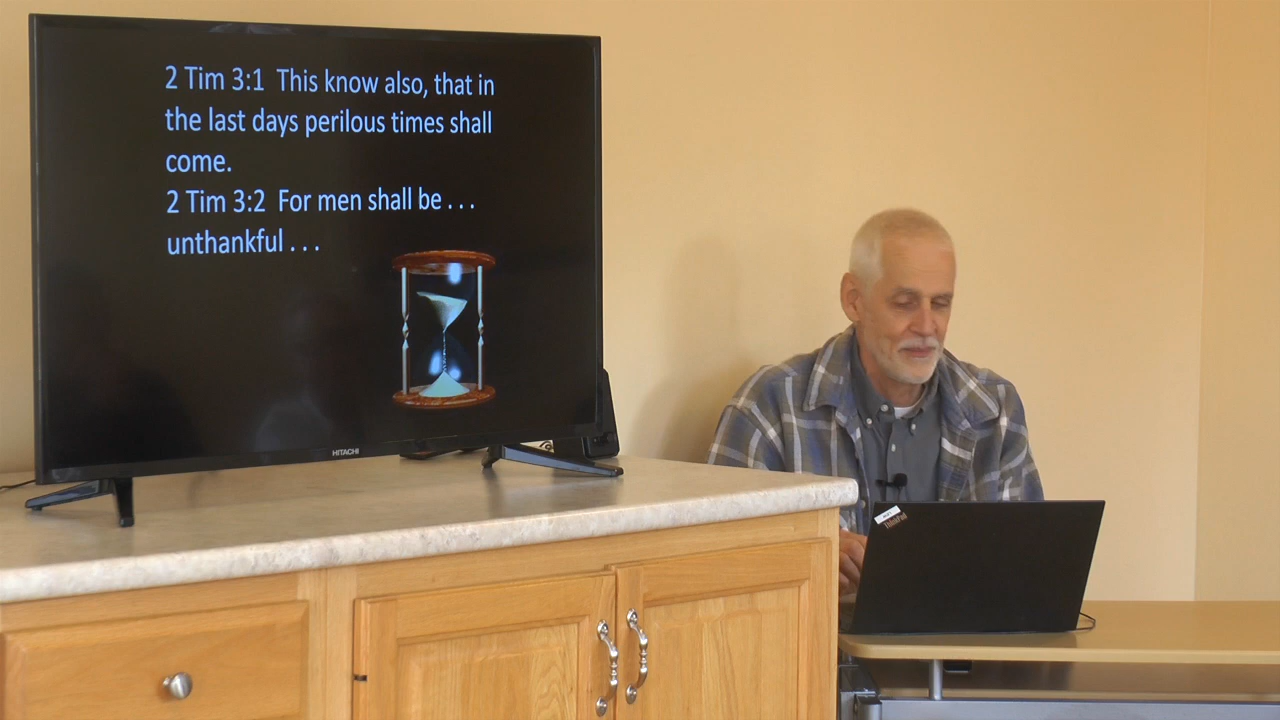 2 Tim 3:1  This know also, that in
the last days perilous times shall
come.
2 Tim 3:2  For men shall be . . .
unthankful . . .
HITACHI
ThinkPad